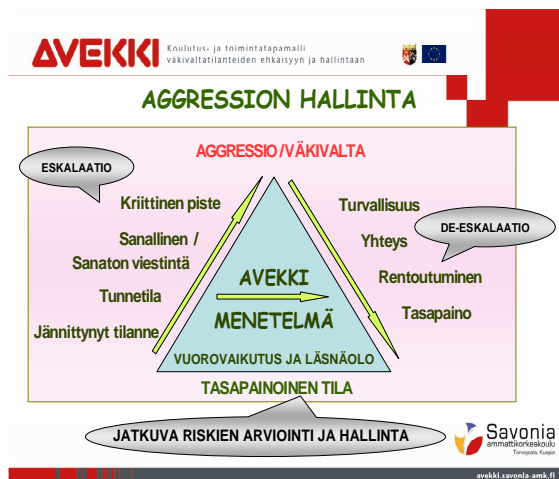 AVEKKI
Koulutus- ja toimintatapamalli
väkivaltatilanteiden ehkäisyyn ja hallintaan
AGGRESSION HALLINTA
AGGRESSIO/VÄKIVALTA
ESKALAATIO
Kriittinen piste
Sanallinen /
Sanaton viestintä
Tunnetila
Jännittynyt tilanne
Turvallisuus
DE-ESKALAATIO
Yhteys
Rentoutuminen
Tasapaino
AVEKKI
MENETELMÄ
VUOROVAIKUTUS JA LÄSNÄOLO
TASAPAINOINEN TILA
JATKUVA RISKIEN ARVIOINTI JA HALLINTA
Savonia
ammattikorkeakoulu
Terveysala, Kuopio
avekki.savonia-amk.fi